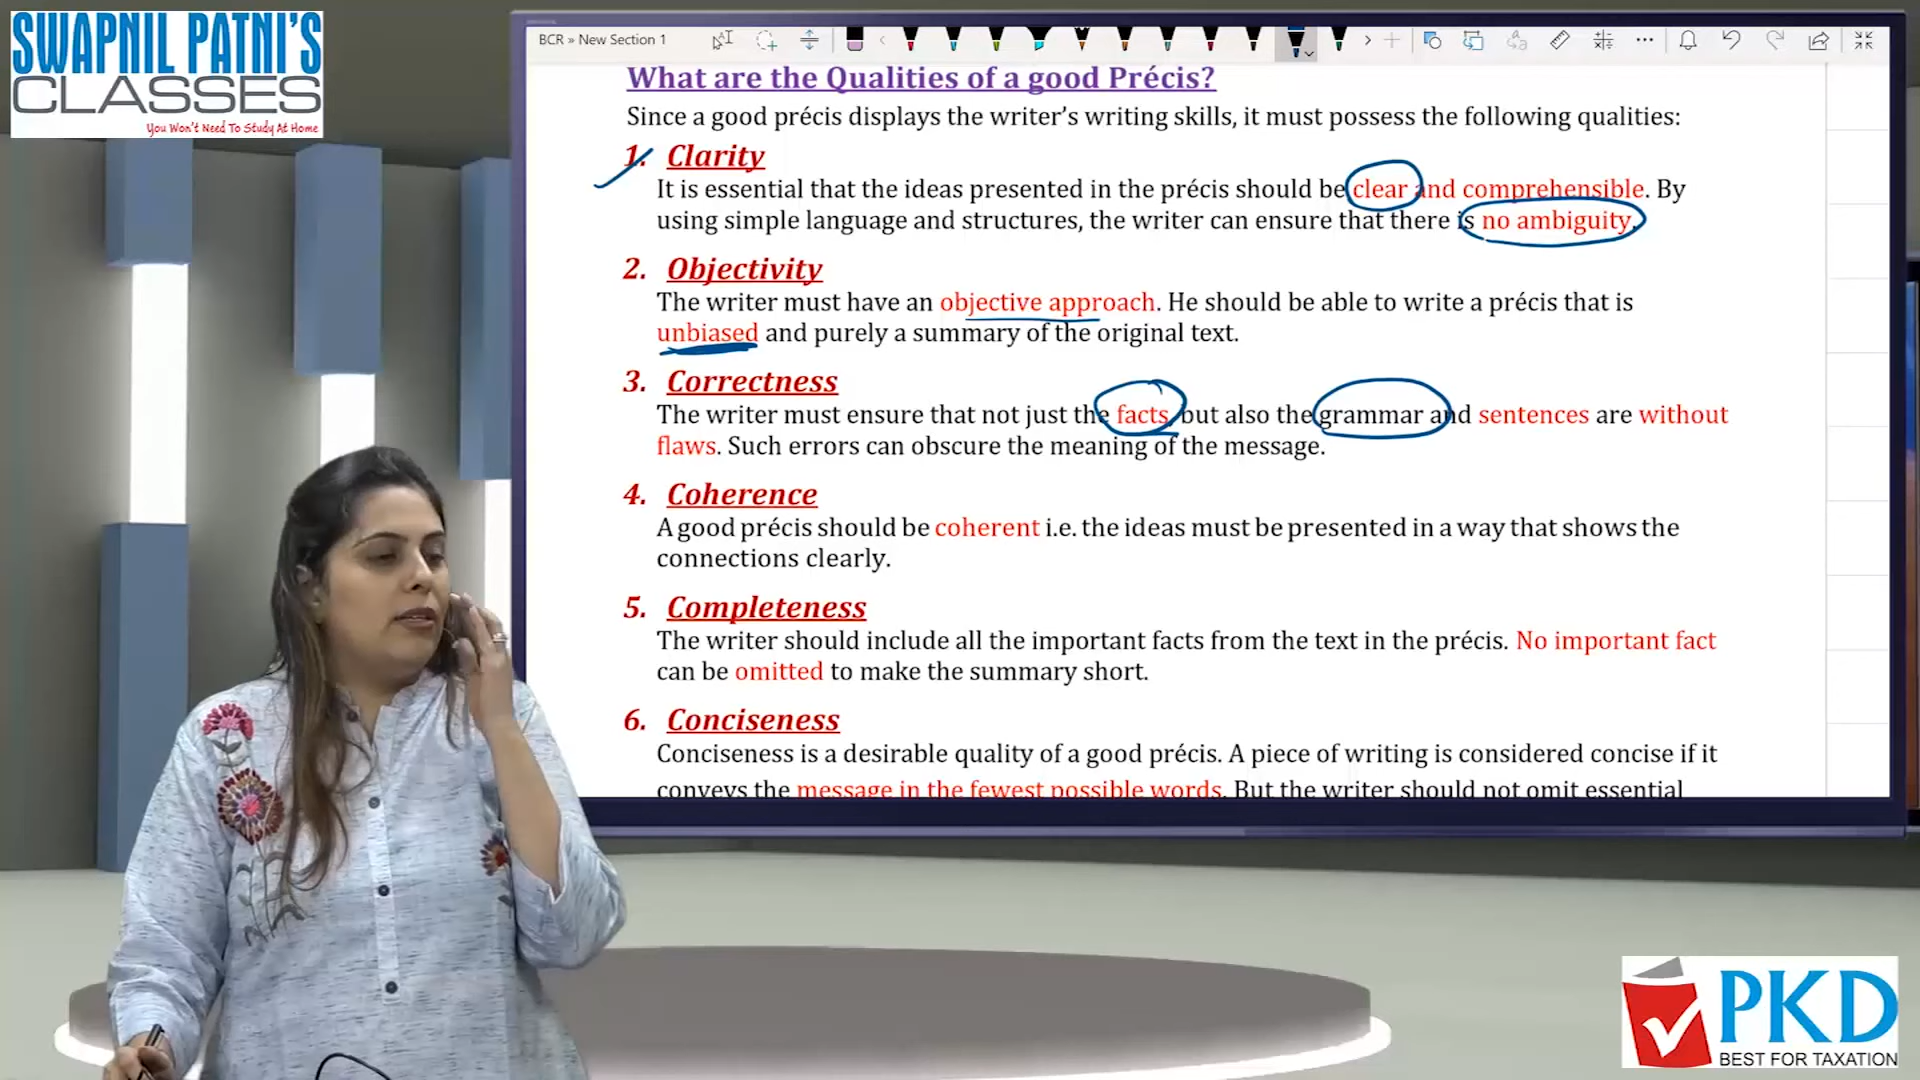 SWAPNIL PATNI'S
CLASSES
You Won't Need To Study At Home
BCR » New Section 1
What are the Qualities of a good Précis?
Since a good précis displays the writer's writing skills, it must possess the following qualities:
1. Clarity
It is essential that the ideas presented in the précis should be clear and comprehensible. By
using simple language and structures, the writer can ensure that there is no ambiguity.
2. Objectivity
The writer must have an objective approach. He should be able to write a précis that is
unbiased and purely a summary of the original text.
3. Correctness
The writer must ensure that not just the facts, but also the grammar and sentences are without
flaws. Such errors can obscure the meaning of the message.
4. Coherence
A good précis should be coherent i.e. the ideas must be presented in a way that shows the
connections clearly.
5. Completeness
The writer should include all the important facts from the text in the précis. No important fact
can be omitted to make the summary short.
6. Conciseness
Conciseness is a desirable quality of a good précis. A piece of writing is considered concise if it
conveys the message in the fewest possible words. But the writer should not omit essential
PKD
BEST FOR TAXATION